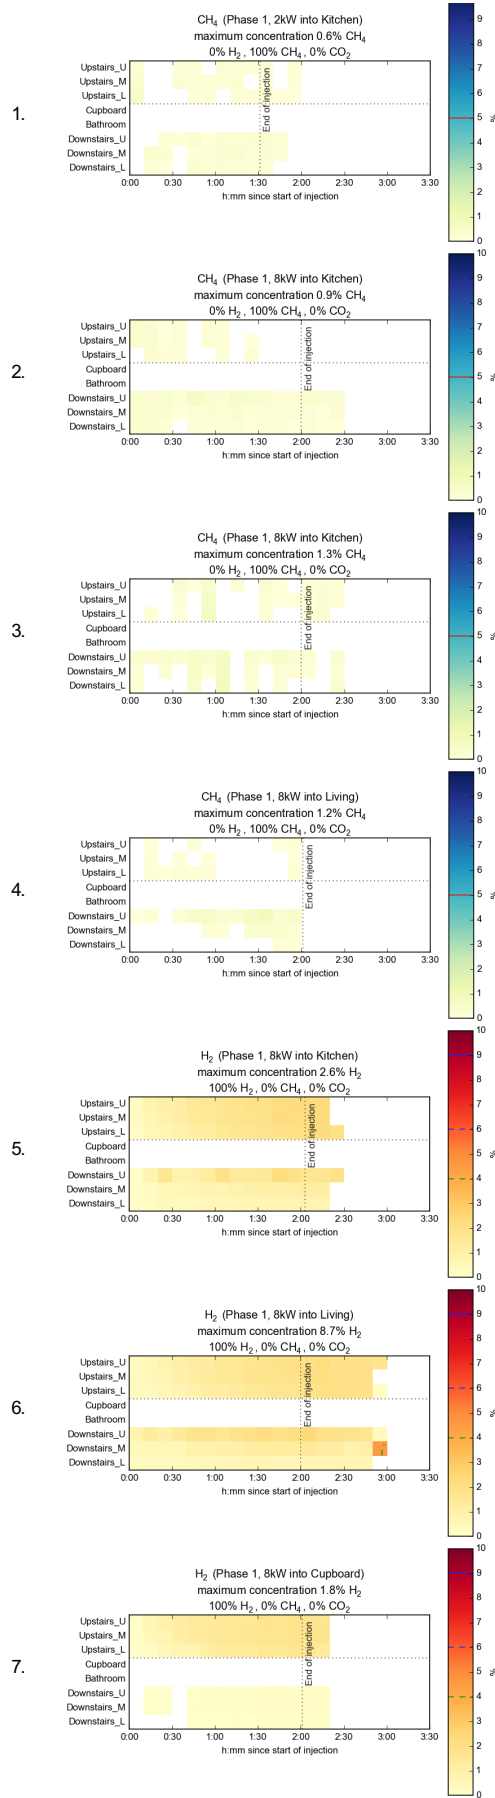 1.
CH4 (Phase 1, 2kW into Kitchen)
maximum concentration 0.6% CH4
0% H2 , 100% CH4 , 0% CO2
Upstairs_U
Upstairs_M
Upstairs_L
Cupboard
Bathroom
Downstairs_U
Downstairs_M
Downstairs_L
End of injection
0:00 0:30 1:00 1:30 2:00 2:30 3:00 3:30
h:mm since start of injection
9
8
7
6
5
4
3
2
1
0
%
2.
CH4 (Phase 1, 8kW into Kitchen)
maximum concentration 0.9% CH4
0% H2 , 100% CH4 , 0% CO2
Upstairs_U
Upstairs_M
Upstairs_L
Cupboard
Bathroom
Downstairs_U
Downstairs_M
Downstairs_L
End of injection
0:00 0:30 1:00 1:30 2:00 2:30 3:00 3:30
h:mm since start of injection
10
9
8
7
6
5
4
3
2
1
0
%
3.
CH4 (Phase 1, 8kW into Kitchen)
maximum concentration 1.3% CH4
0% H2 , 100% CH4 , 0% CO2
Upstairs_U
Upstairs_M
Upstairs_L
Cupboard
Bathroom
Downstairs_U
Downstairs_M
Downstairs_L
End of injection
0:00 0:30 1:00 1:30 2:00 2:30 3:00 3:30
h:mm since start of injection
10
9
8
7
6
5
4
3
2
1
0
%
4.
CH4 (Phase 1, 8kW into Living)
maximum concentration 1.2% CH4
0% H2 , 100% CH4 , 0% CO2
Upstairs_U
Upstairs_M
Upstairs_L
Cupboard
Bathroom
Downstairs_U
Downstairs_M
Downstairs_L
End of injection
0:00 0:30 1:00 1:30 2:00 2:30 3:00 3:30
h:mm since start of injection
10
9
8
7
6
5
4
3
2
1
0
%
5.
H2 (Phase 1, 8kW into Kitchen)
maximum concentration 2.6% H2
100% H2, 0% CH4 , 0% CO2
Upstairs_U
Upstairs_M
Upstairs_L
Cupboard
Bathroom
Downstairs_U
Downstairs_M
Downstairs_L
End of injection
0:00 0:30 1:00 1:30 2:00 2:30 3:00 3:30
h:mm since start of injection
10
9
8
7
6
5
4
3
2
1
0
%
6.
H2 (Phase 1, 8kW into Living)
maximum concentration 8.7% H2
100% H2, 0% CH4 , 0% CO2
Upstairs_U
Upstairs_M
Upstairs_L
Cupboard
Bathroom
Downstairs_U
Downstairs_M
Downstairs_L
End of injection
0:00 0:30 1:00 1:30 2:00 2:30 3:00 3:30
h:mm since start of injection
10
9
8
7
6
5
4
3
2
1
0
%
7.
H2 (Phase 1, 8kW into Cupboard)
maximum concentration 1.8% H2
100% H2, 0% CH4 , 0% CO2
Upstairs_U
Upstairs_M
Upstairs_L
Cupboard
Bathroom
Downstairs_U
Downstairs_M
Downstairs_L
End of injection
0:00 0:30 1:00 1:30 2:00 2:30 3:00 3:30
h:mm since start of injection
10
9
8
7
6
5
4
3
2
1
0
%